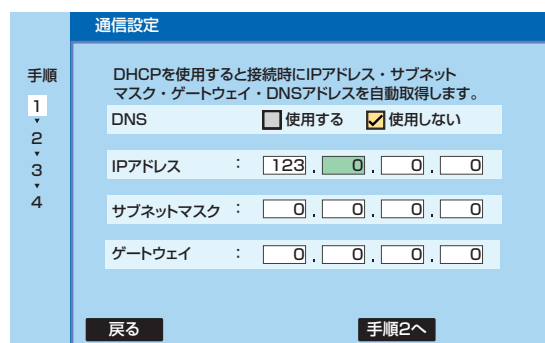 通信設定
手順
1
2
3
4
DHCPを使用すると接続時にIPアドレス・サブネット
マスク・ゲートウェイ・DNSアドレスを自動取得します。
DNS 使用する 使用しない
IPアドレス : 123 . 0 . 0 . 0
サブネットマスク : 0 . 0 . 0 . 0
ゲートウェイ : 0 . 0 . 0 . 0
戻る 手順2へ